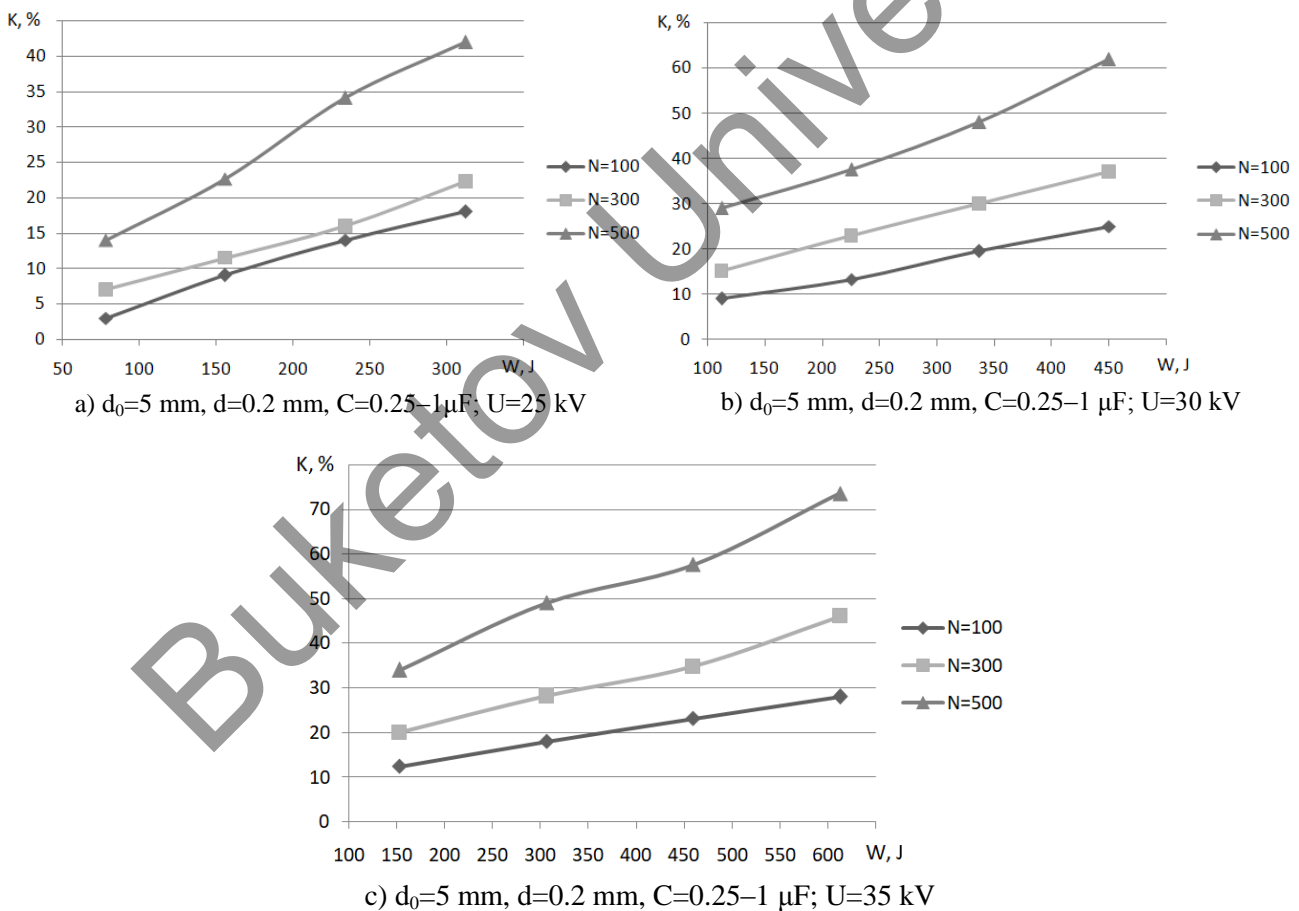 K, %
40
35
30
25
20
15
10
5
0
50 100 150 200 250 300 W, J
N=100
N=300
N=500
a) d₀=5 mm, d=0.2 mm, C=0.25–1μF; U=25 kV
K, %
60
50
40
30
20
10
0
100 150 200 250 300 350 400 450 W, J
N=100
N=300
N=500
b) d₀=5 mm, d=0.2 mm, C=0.25–1 μF; U=30 kV
K, %
70
60
50
40
30
20
10
0
100 150 200 250 300 350 400 450 500 550 600 W, J
N=100
N=300
N=500
c) d₀=5 mm, d=0.2 mm, C=0.25–1 μF; U=35 kV
Buketov Unive